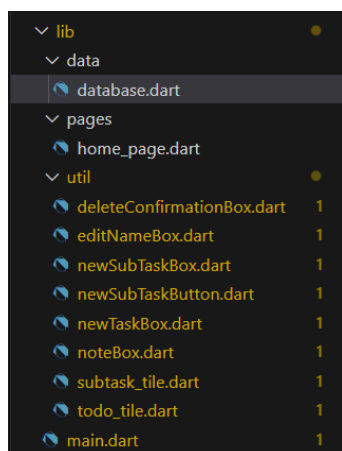 lib
data
database.dart
pages
home_page.dart
util
deleteConfirmationBox.dart 1
editNameBox.dart 1
newSubTaskBox.dart 1
newSubTaskButton.dart 1
newTaskBox.dart 1
noteBox.dart 1
subtask_tile.dart 1
todo_tile.dart 1
main.dart 1